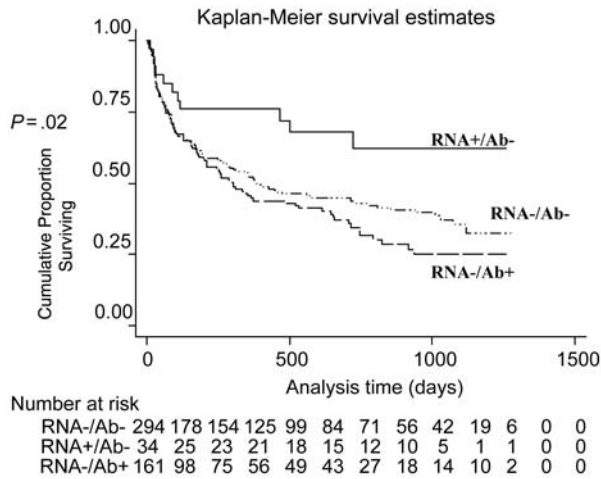 Kaplan-Meier survival estimates
1.00
0.75
P=.02
RNA+/Ab-
0.50
RNA-/Ab-
0.25
RNA-/Ab+
0.00
Cumulative Proportion
Surviving
0 500 1000 1500
Analysis time (days)
Number at risk
RNA-/Ab- 294 178 154 125 99 84 71 56 42 19 6 0 0
RNA+/Ab- 34 25 23 21 18 15 12 10 5 1 1 0 0
RNA-/Ab+ 161 98 75 56 49 43 27 18 14 10 2 0 0